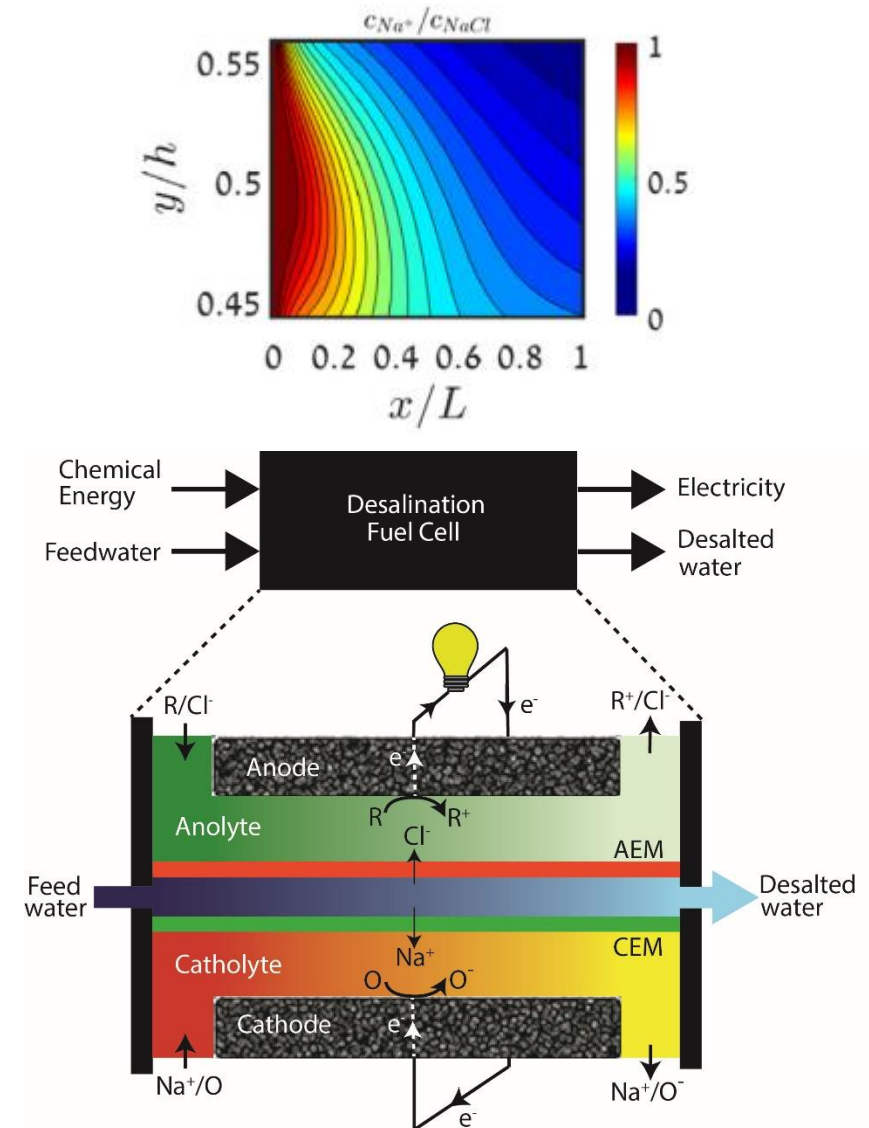 c_{Na^+}/c_{NaCl}
0.55
0.5
0.45
y/h
1
0.5
0
0 0.2 0.4 0.6 0.8 1
x/L
Chemical
Energy
Feedwater
Desalination
Fuel Cell
Electricity
Desalted
water
R/Cl⁻
e⁻
R⁺/Cl⁻
Anode
e⁻
R
R⁺
Anolyte
Cl⁻
AEM
Feed
water
Desalted
water
CEM
Catholyte
Na⁺
O
O⁻
Cathode
e⁻
Na⁺/O
Na⁺/O⁻
e⁻